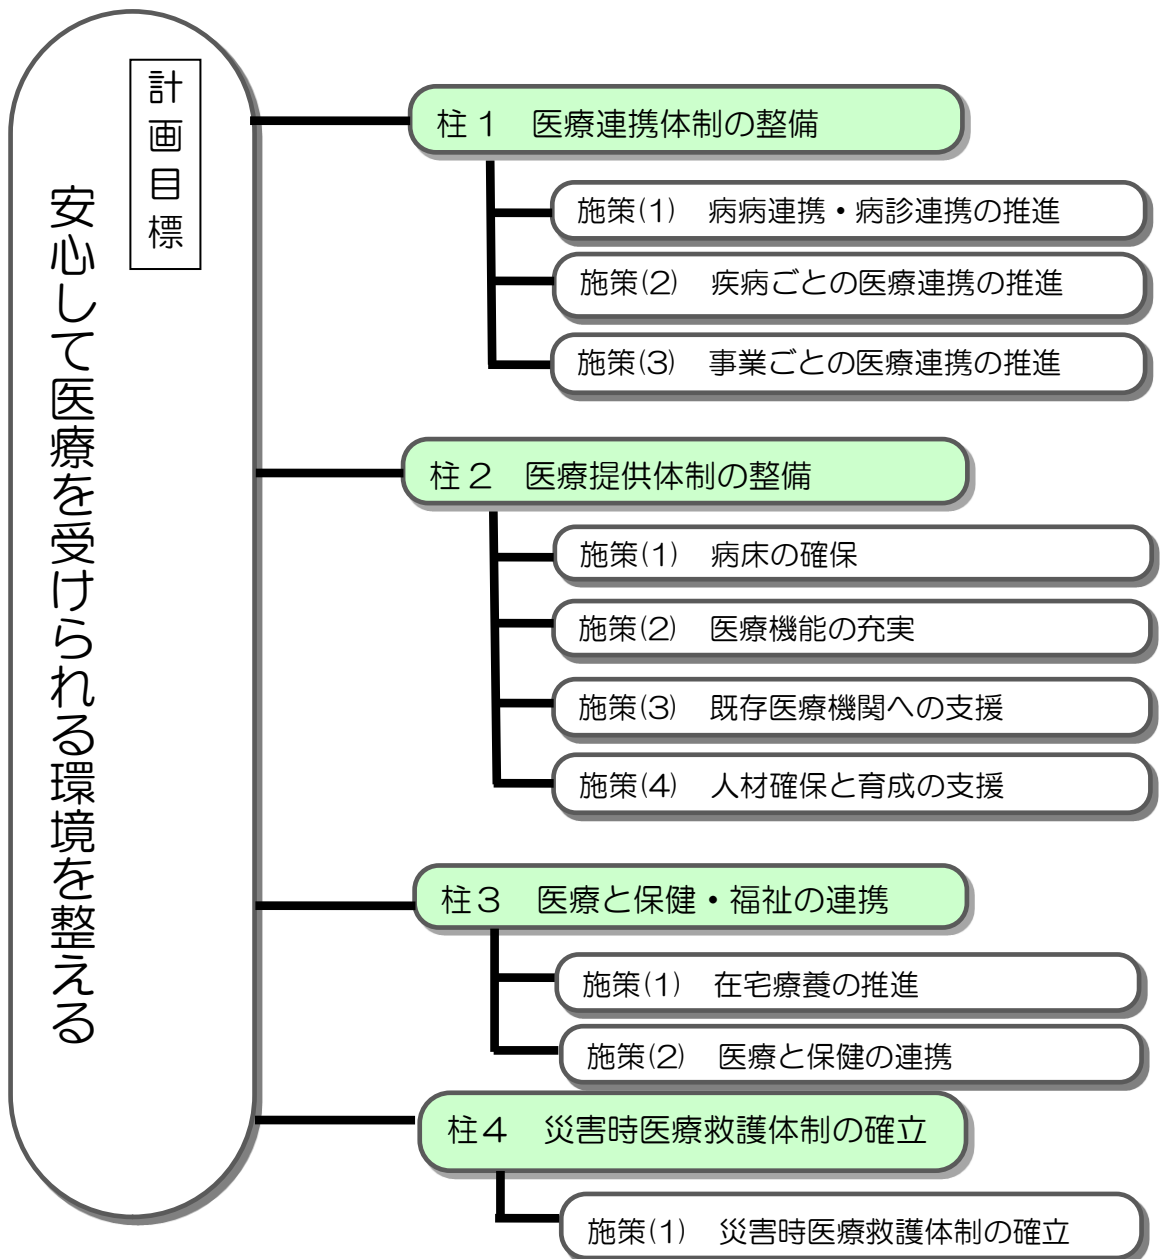 計画目標
安心して医療を受けられる環境を整える
柱1 医療連携体制の整備
施策(1) 病病連携・病診連携の推進
施策(2) 疾病ごとの医療連携の推進
施策(3) 事業ごとの医療連携の推進
柱2 医療提供体制の整備
施策(1) 病床の確保
施策(2) 医療機能の充実
施策(3) 既存医療機関への支援
施策(4) 人材確保と育成の支援
柱3 医療と保健・福祉の連携
施策(1) 在宅療養の推進
施策(2) 医療と保健の連携
柱4 災害時医療救護体制の確立
施策(1) 災害時医療救護体制の確立